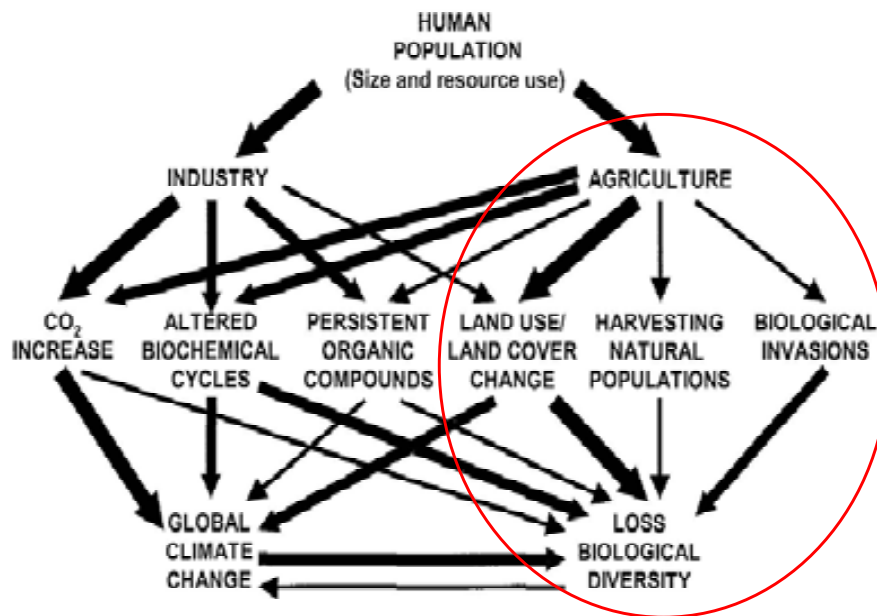 HUMAN
POPULATION
(Size and resource use)
INDUSTRY
AGRICULTURE
CO₂
INCREASE
ALTERED
BIOCHEMICAL
CYCLES
PERSISTENT
ORGANIC
COMPOUNDS
LAND USE/
LAND COVER
CHANGE
HARVESTING
NATURAL
POPULATIONS
BIOLOGICAL
INVASIONS
GLOBAL
CLIMATE
CHANGE
LOSS
BIOLOGICAL
DIVERSITY